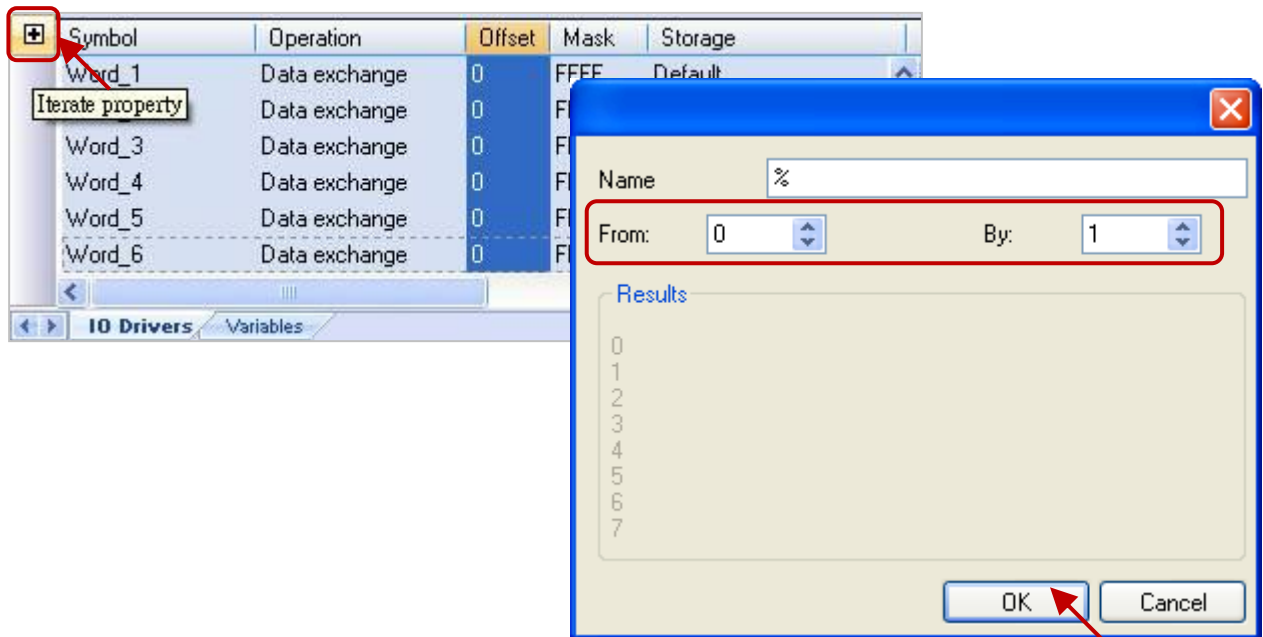 Symbol Operation Offset Mask Storage
Word_1 Data exchange 0 FFFF Default
Iterate property Data exchange 0
Word_3 Data exchange 0
Word_4 Data exchange 0
Word_5 Data exchange 0
Word_6 Data exchange 0
IO Drivers Variables
Name %
From: 0 By: 1
Results
0
1
2
3
4
5
6
7
OK Cancel